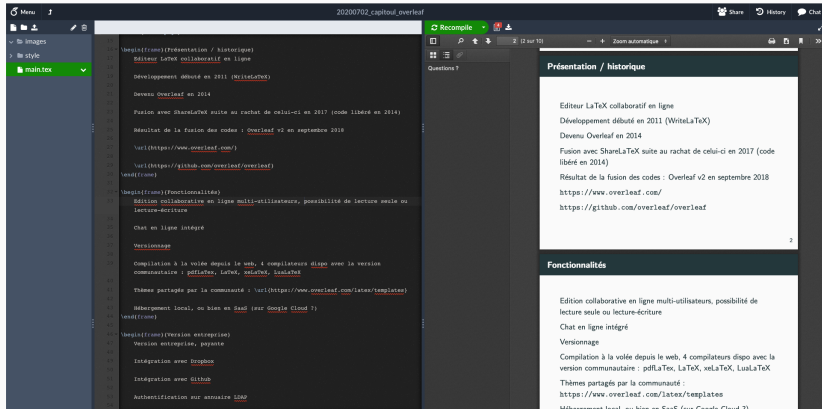 Menu
20200702_capitoul_overleaf
Share
History
Chat
Recompile
images
style
main.tex
\begin{frame}{Présentation / historique}
Editeur LaTeX collaboratif en ligne
Développement débuté en 2011 (WriteLaTeX)
Devenu Overleaf en 2014
Fusion avec ShareLaTeX suite au rachat de celui-ci en 2017 (code libéré en 2014)
Résultat de la fusion des codes : Overleaf v2 en septembre 2018
\url{https://www.overleaf.com/}
\url{https://github.com/overleaf/overleaf}
\end{frame}
\begin{frame}{Fonctionnalités}
Edition collaborative en ligne multi-utilisateurs, possibilité de lecture seule ou
lecture-écriture
Chat en ligne intégré
Versionnage
Compilation à la volée depuis le web, 4 compilateurs dispo avec la version
communautaire : pdfLaTex, LaTeX, xeLaTeX, LuaLaTeX
Thèmes partagés par la communauté : \url{https://www.overleaf.com/latex/templates}
Hébergement local, ou bien en SaaS (sur Google Cloud ?)
\end{frame}
\begin{frame}{Version entreprise}
Version entreprise, payante
Intégration avec Dropbox
Intégration avec Github
Authentification sur annuaire LDAP
2 (2 sur 10)
Zoom automatique
Questions ?
Présentation / historique
Editeur LaTeX collaboratif en ligne
Développement débuté en 2011 (WriteLaTeX)
Devenu Overleaf en 2014
Fusion avec ShareLaTeX suite au rachat de celui-ci en 2017 (code
libéré en 2014)
Résultat de la fusion des codes : Overleaf v2 en septembre 2018
https://www.overleaf.com/
https://github.com/overleaf/overleaf
2
Fonctionnalités
Edition collaborative en ligne multi-utilisateurs, possibilité de
lecture seule ou lecture-écriture
Chat en ligne intégré
Versionnage
Compilation à la volée depuis le web, 4 compilateurs dispo avec la
version communautaire : pdfLaTex, LaTeX, xeLaTeX, LuaLaTeX
Thèmes partagés par la communauté :
https://www.overleaf.com/latex/templates
Hébergement local, ou bien en SaaS (sur Google Cloud ?)